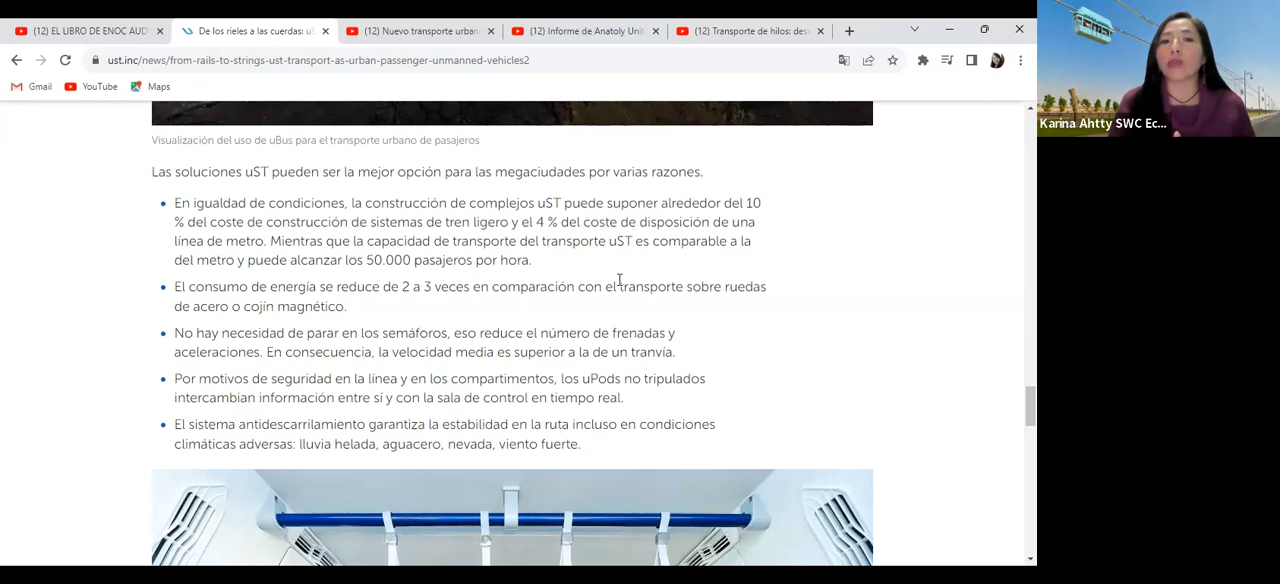 (12) EL LIBRO DE ENOC AUD
De los rieles a las cuerdas: uS
(12) Nuevo transporte urban
(12) Informe de Anatoly Unit
(12) Transporte de hilos: des
ust.inc/news/from-rails-to-strings-ust-transport-as-urban-passenger-unmanned-vehicles2
Gmail
YouTube
Maps
Karina Ahtty SWC Ec...
Visualización del uso de uBus para el transporte urbano de pasajeros
Las soluciones uST pueden ser la mejor opción para las megaciudades por varias razones.
En igualdad de condiciones, la construcción de complejos uST puede suponer alrededor del 10
% del coste de construcción de sistemas de tren ligero y el 4 % del coste de disposición de una
línea de metro. Mientras que la capacidad de transporte del transporte uST es comparable a la
del metro y puede alcanzar los 50.000 pasajeros por hora.
El consumo de energía se reduce de 2 a 3 veces en comparación con el transporte sobre ruedas
de acero o cojín magnético.
No hay necesidad de parar en los semáforos, eso reduce el número de frenadas y
aceleraciones. En consecuencia, la velocidad media es superior a la de un tranvía.
Por motivos de seguridad en la línea y en los compartimentos, los uPods no tripulados
intercambian información entre sí y con la sala de control en tiempo real.
El sistema antidescarrilamiento garantiza la estabilidad en la ruta incluso en condiciones
climáticas adversas: lluvia helada, aguacero, nevada, viento fuerte.